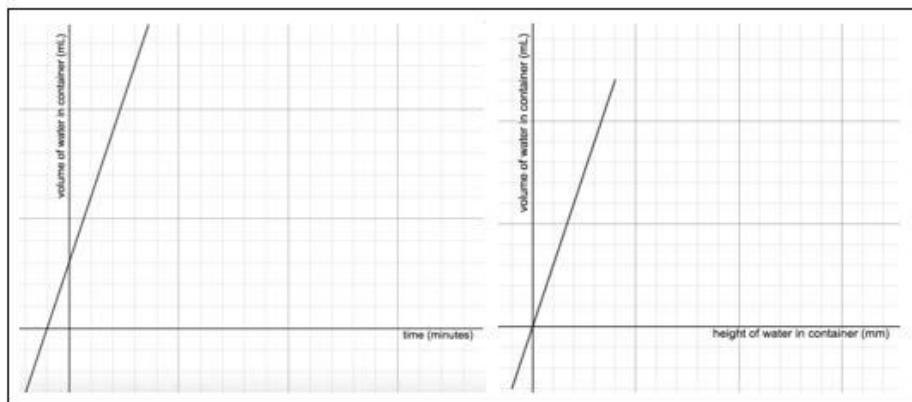 volume of water in container (mL)
time (minutes)
volume of water in container (mL)
height of water in container (mm)